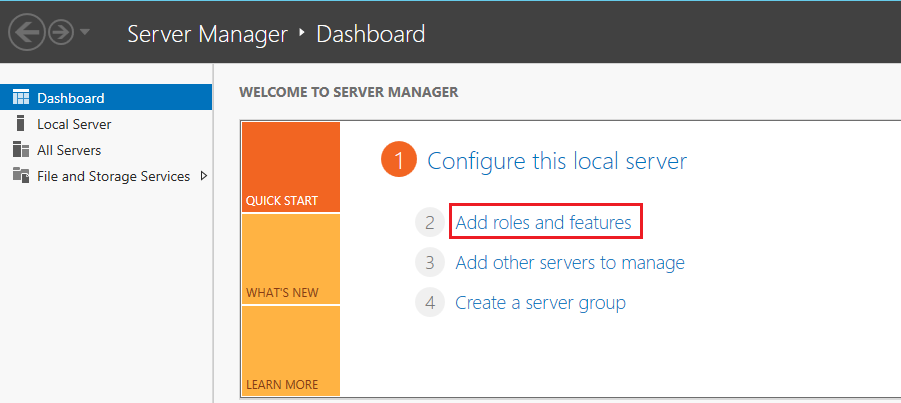 Server Manager ‣ Dashboard
Dashboard
Local Server
All Servers
File and Storage Services
WELCOME TO SERVER MANAGER
QUICK START
WHAT'S NEW
LEARN MORE
1 Configure this local server
2 Add roles and features
3 Add other servers to manage
4 Create a server group